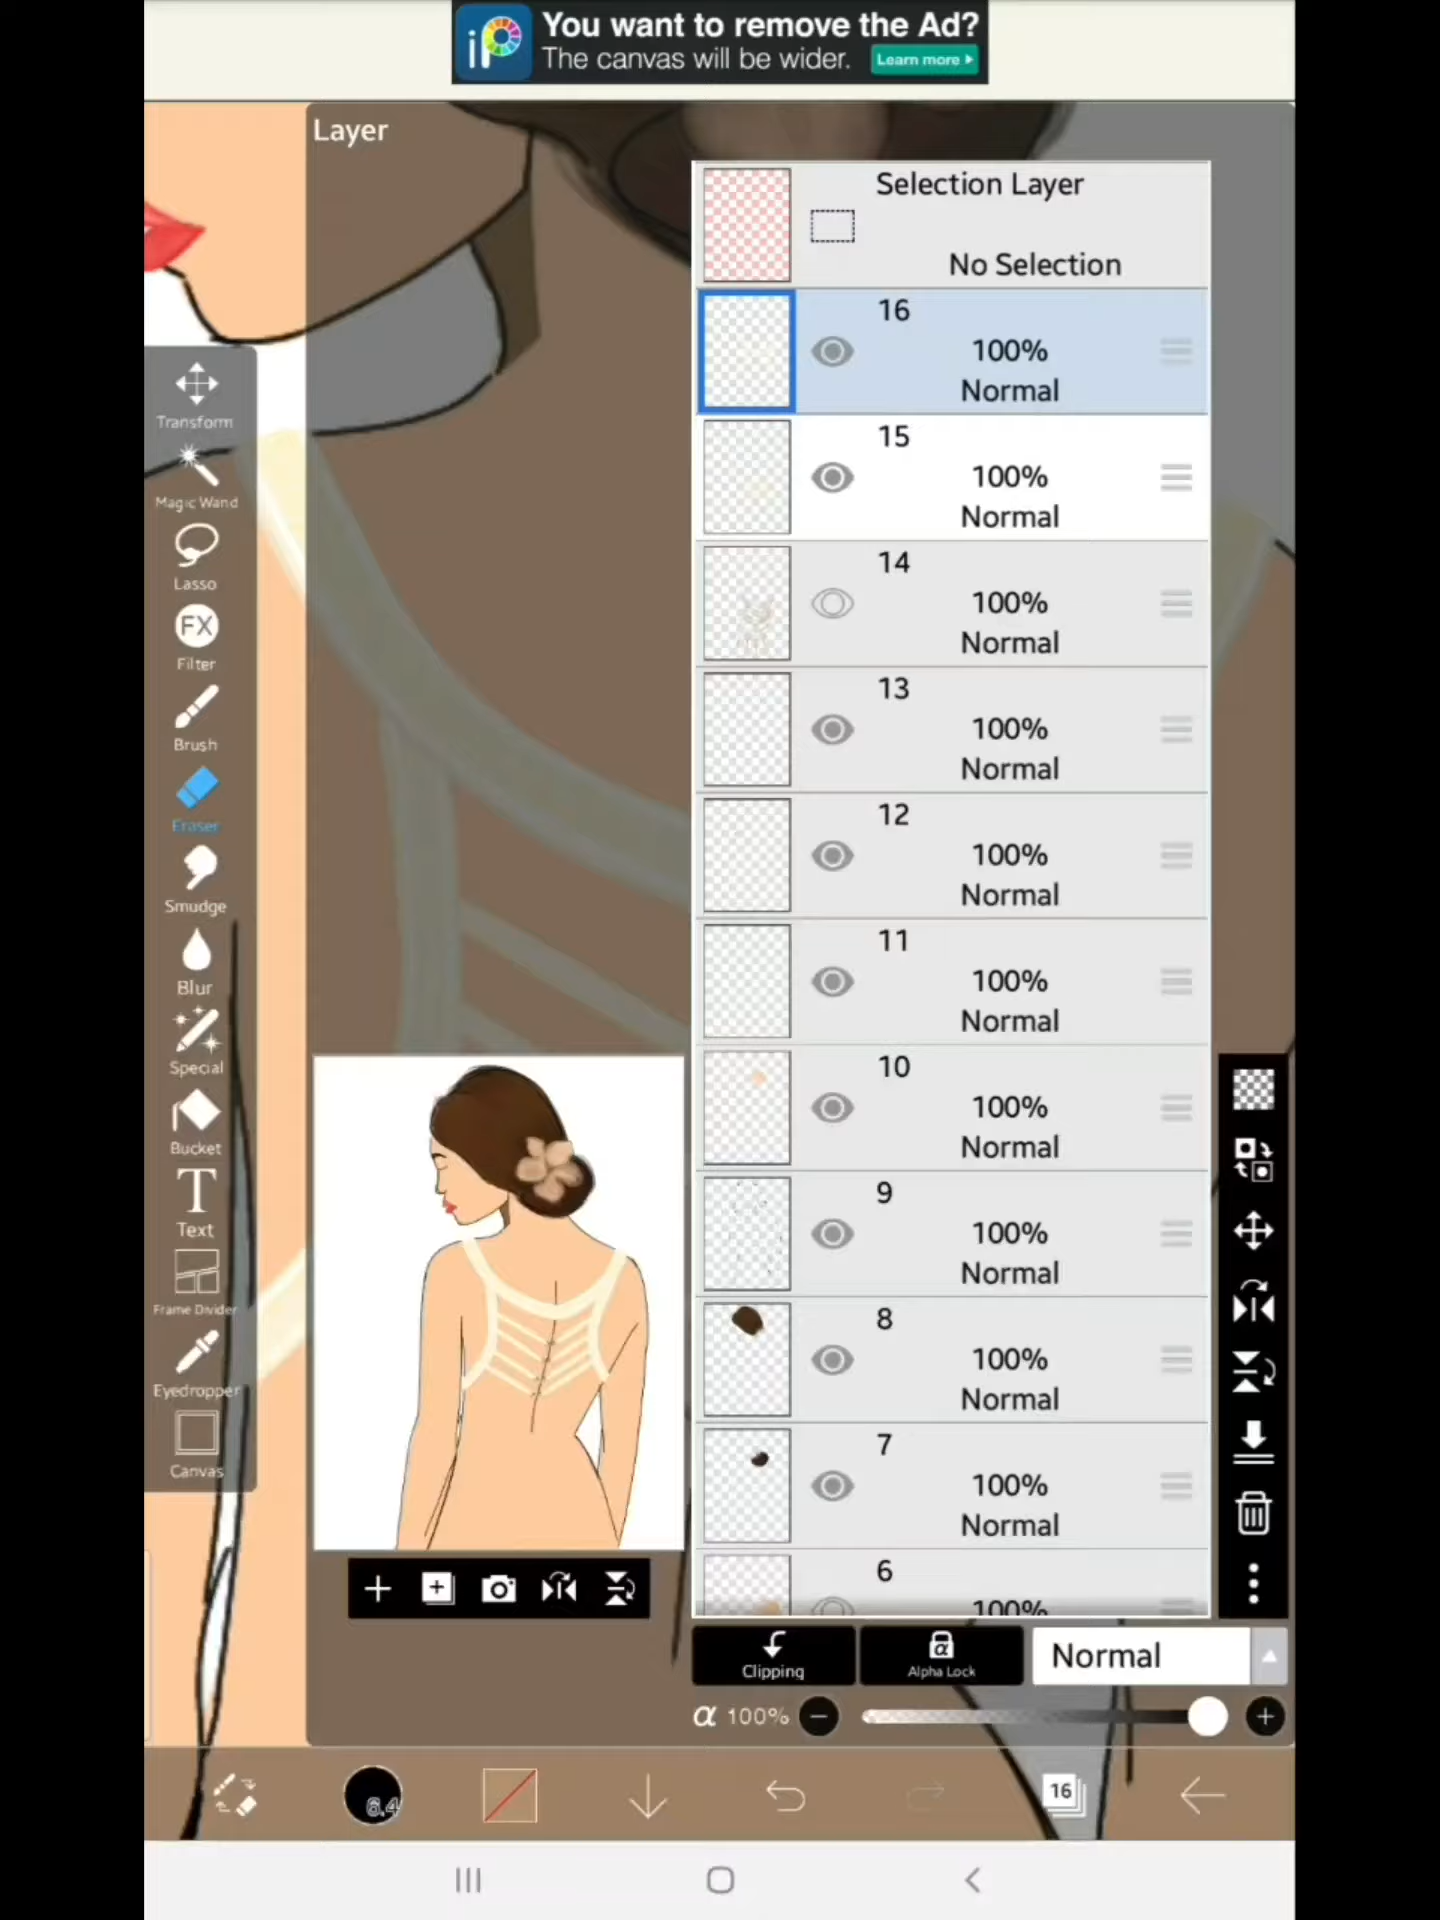 You want to remove the Ad?
The canvas will be wider.
Learn more
Layer
Selection Layer
No Selection
16
100%
Normal
15
100%
Normal
14
100%
Normal
13
100%
Normal
12
100%
Normal
11
100%
Normal
10
100%
Normal
9
100%
Normal
8
100%
Normal
7
100%
Normal
6
100%
Transform
Magic Wand
Lasso
FX
Filter
Brush
Eraser
Smudge
Blur
Special
Bucket
T
Text
Frame Divider
Eyedropper
Canvas
Clipping
Alpha Lock
Normal
α 100%
6.4
16